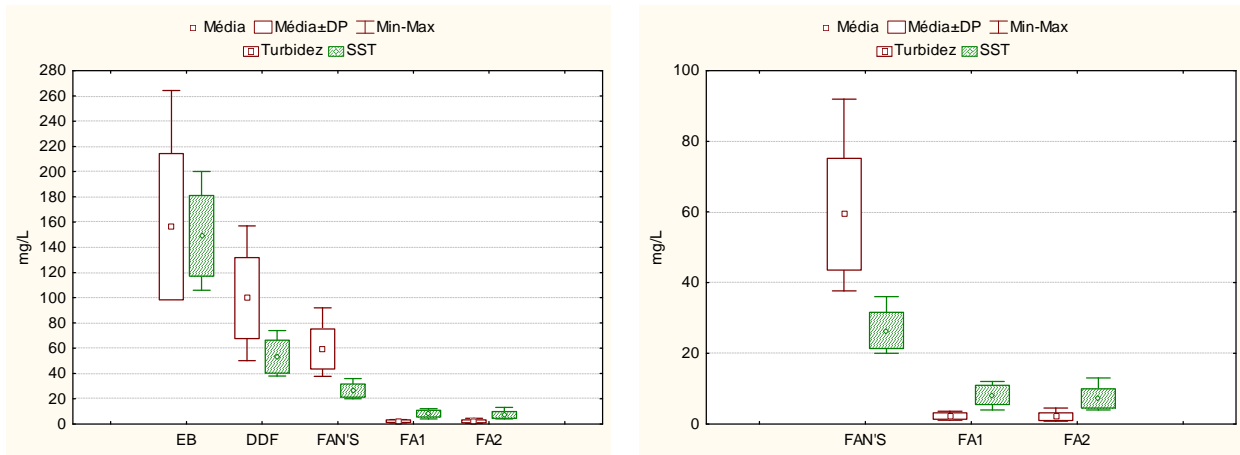 Média Média±DP Min-Max
Turbidez SST
280
260
240
220
200
180
160
140
120
100
80
60
40
20
0
mg/L
EB DDF FAN'S FA1 FA2
Média Média±DP Min-Max
Turbidez SST
100
80
60
40
20
0
mg/L
FAN'S FA1 FA2